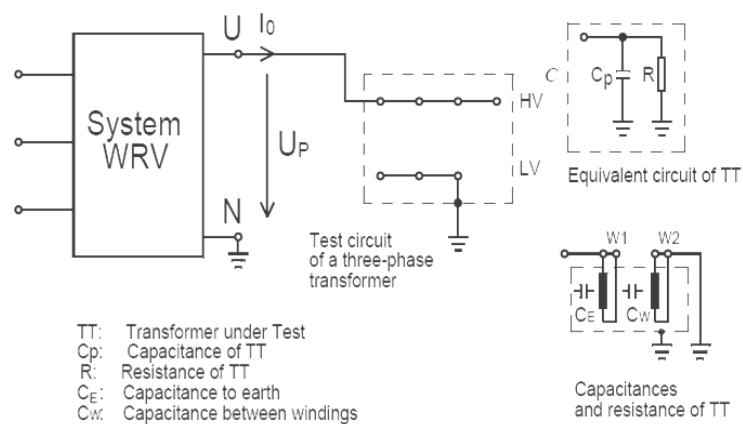 U
I0
System
WRV
UP
N
HV
LV
Test circuit
of a three-phase
transformer
C
Cp
R
Equivalent circuit of TT
W1
W2
CE
CW
Capacitances
and resistance of TT
TT: Transformer under Test
Cp: Capacitance of TT
R: Resistance of TT
CE: Capacitance to earth
CW: Capacitance between windings